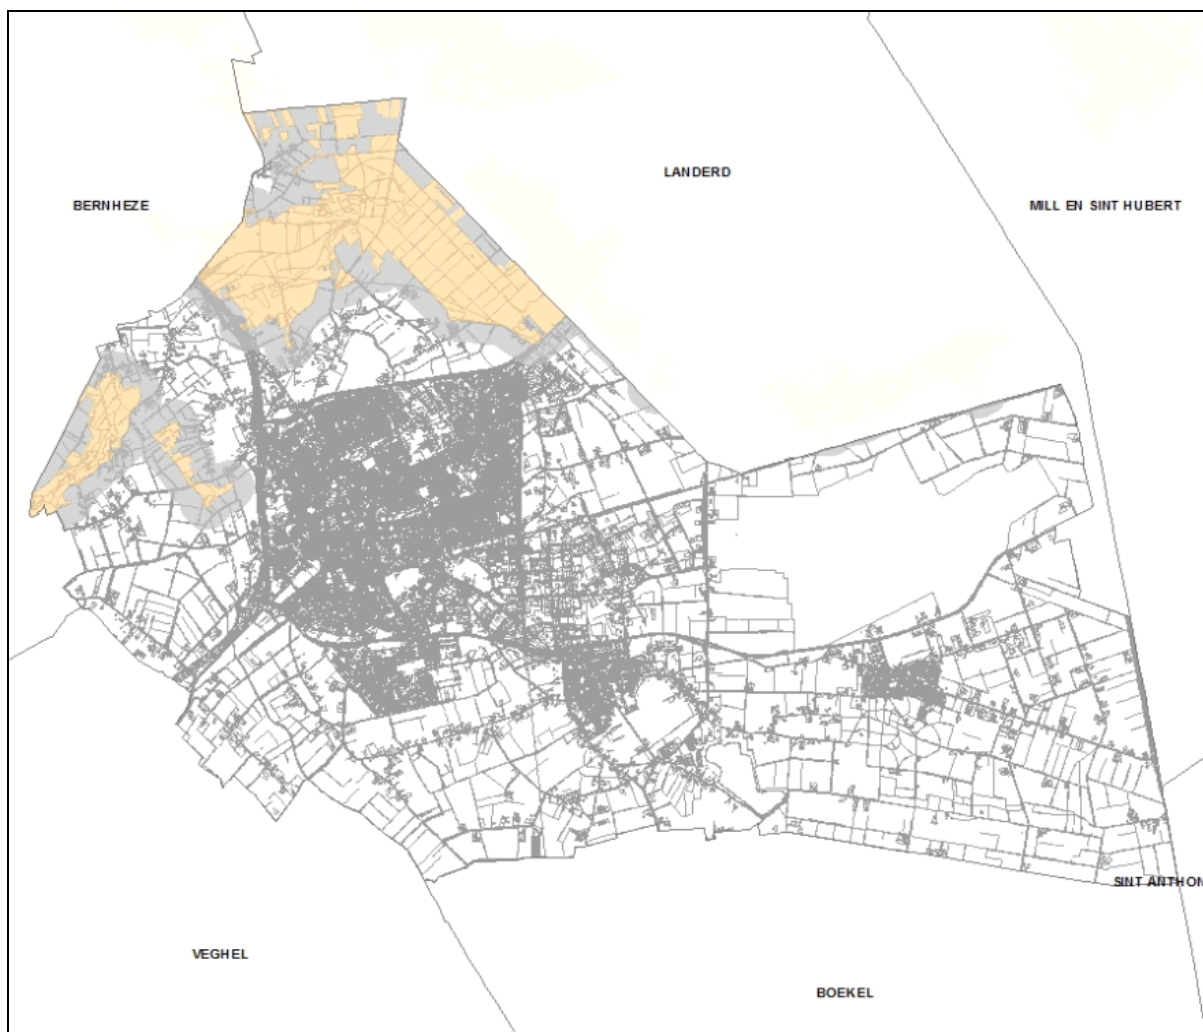 LANDERD
BERNHEZE
MILL EN SINT HUBERT
SINT ANTHON
VEGHEL
BOEKEL